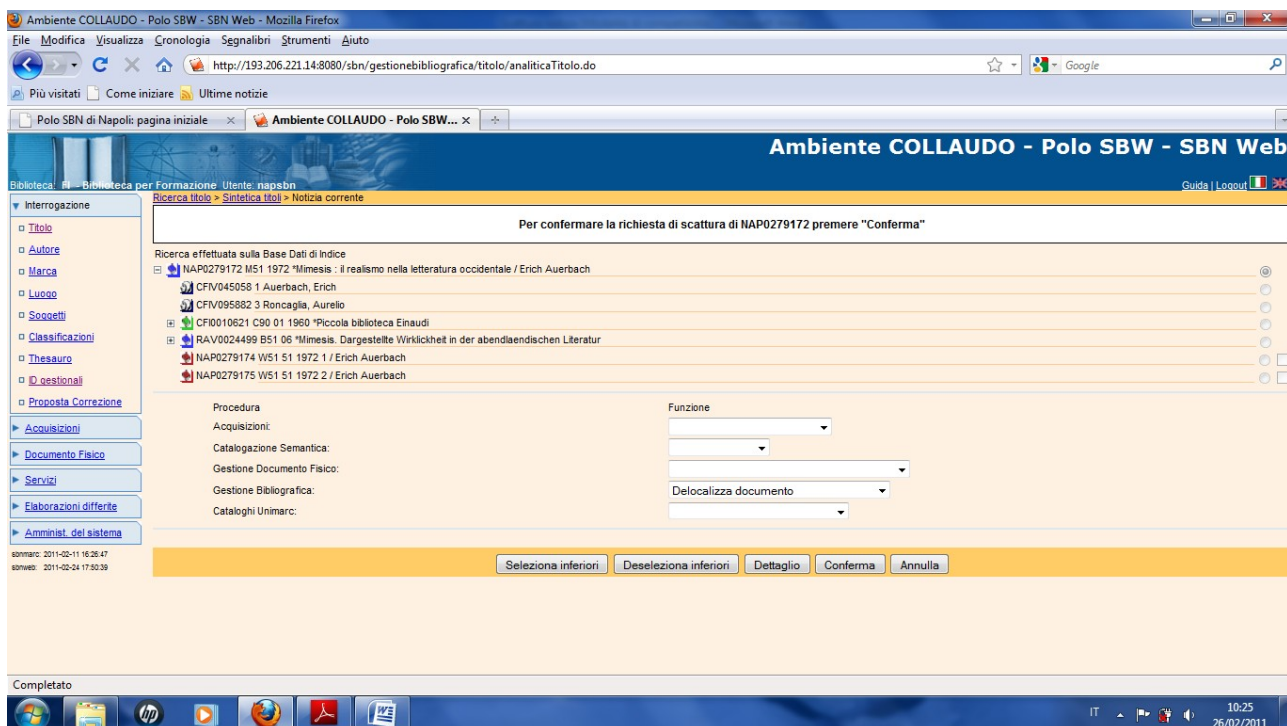 Ambiente COLLAUDO - Polo SBW - SBN Web - Mozilla Firefox
File Modifica Visualizza Cronologia Segnalibri Strumenti Aiuto
http://193.206.221.14:8080/sbn/gestionebibliografica/titolo/analiticaTitolo.do Google
Più visitati Come iniziare Ultime notizie
Polo SBN di Napoli: pagina iniziale Ambiente COLLAUDO - Polo SBW...
Ambiente COLLAUDO - Polo SBW - SBN Web
Biblioteca: FI - Biblioteca per Formazione Utente: napsbn Guida | Logout
Interrogazione
Titolo
Autore
Marca
Luogo
Soggetti
Classificazioni
Thesauro
ID gestionali
Proposta Correzione
Acquisizioni
Documento Fisico
Servizi
Elaborazioni differite
Amminist. del sistema
sbnmarc: 2011-02-11 16:26:47
sbnweb: 2011-02-24 17:50:39
Ricerca titolo > Sintetica titoli > Notizia corrente
Per confermare la richiesta di scattura di NAP0279172 premere "Conferma"
Ricerca effettuata sulla Base Dati di Indice
NAP0279172 M51 1972 *Mimesis : il realismo nella letteratura occidentale / Erich Auerbach
CFIV045058 1 Auerbach, Erich
CFIV095882 3 Roncaglia, Aurelio
CFI0010621 C90 01 1960 *Piccola biblioteca Einaudi
RAV0024499 B51 06 *Mimesis. Dargestellte Wirklichkeit in der abendlaendischen Literatur
NAP0279174 W51 51 1972 1 / Erich Auerbach
NAP0279175 W51 51 1972 2 / Erich Auerbach
Procedura Funzione
Acquisizioni:
Catalogazione Semantica:
Gestione Documento Fisico:
Gestione Bibliografica: Delocalizza documento
Cataloghi Unimarc:
Seleziona inferiori Deseleziona inferiori Dettaglio Conferma Annulla
Completato
IT 10:25
26/02/2011